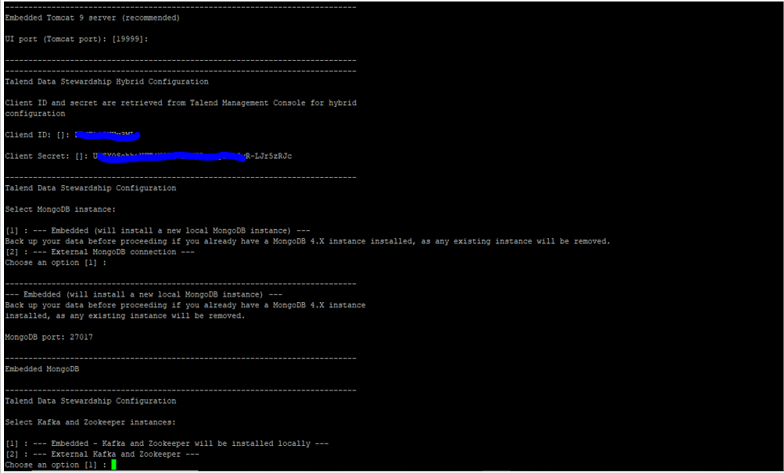 --------------------------------------------------------------------------
Embedded Tomcat 9 server (recommended)
UI port (Tomcat port): [19999]:
--------------------------------------------------------------------------
--------------------------------------------------------------------------
Talend Data Stewardship Hybrid Configuration
Client ID and secret are retrieved from Talend Management Console for hybrid
configuration
Cliend ID: []:
Client Secret: []:
--------------------------------------------------------------------------
Talend Data Stewardship Configuration
Select MongoDB instance:
[1] : --- Embedded (will install a new local MongoDB instance) ---
Back up your data before proceeding if you already have a MongoDB 4.X instance installed, as any existing instance will be removed.
[2] : --- External MongoDB connection ---
Choose an option [1] :
--------------------------------------------------------------------------
--- Embedded (will install a new local MongoDB instance) ---
Back up your data before proceeding if you already have a MongoDB 4.X instance
installed, as any existing instance will be removed.
MongoDB port: 27017
--------------------------------------------------------------------------
Embedded MongoDB
--------------------------------------------------------------------------
Talend Data Stewardship Configuration
Select Kafka and Zookeeper instances:
[1] : --- Embedded - Kafka and Zookeeper will be installed locally ---
[2] : --- External Kafka and Zookeeper ---
Choose an option [1] :